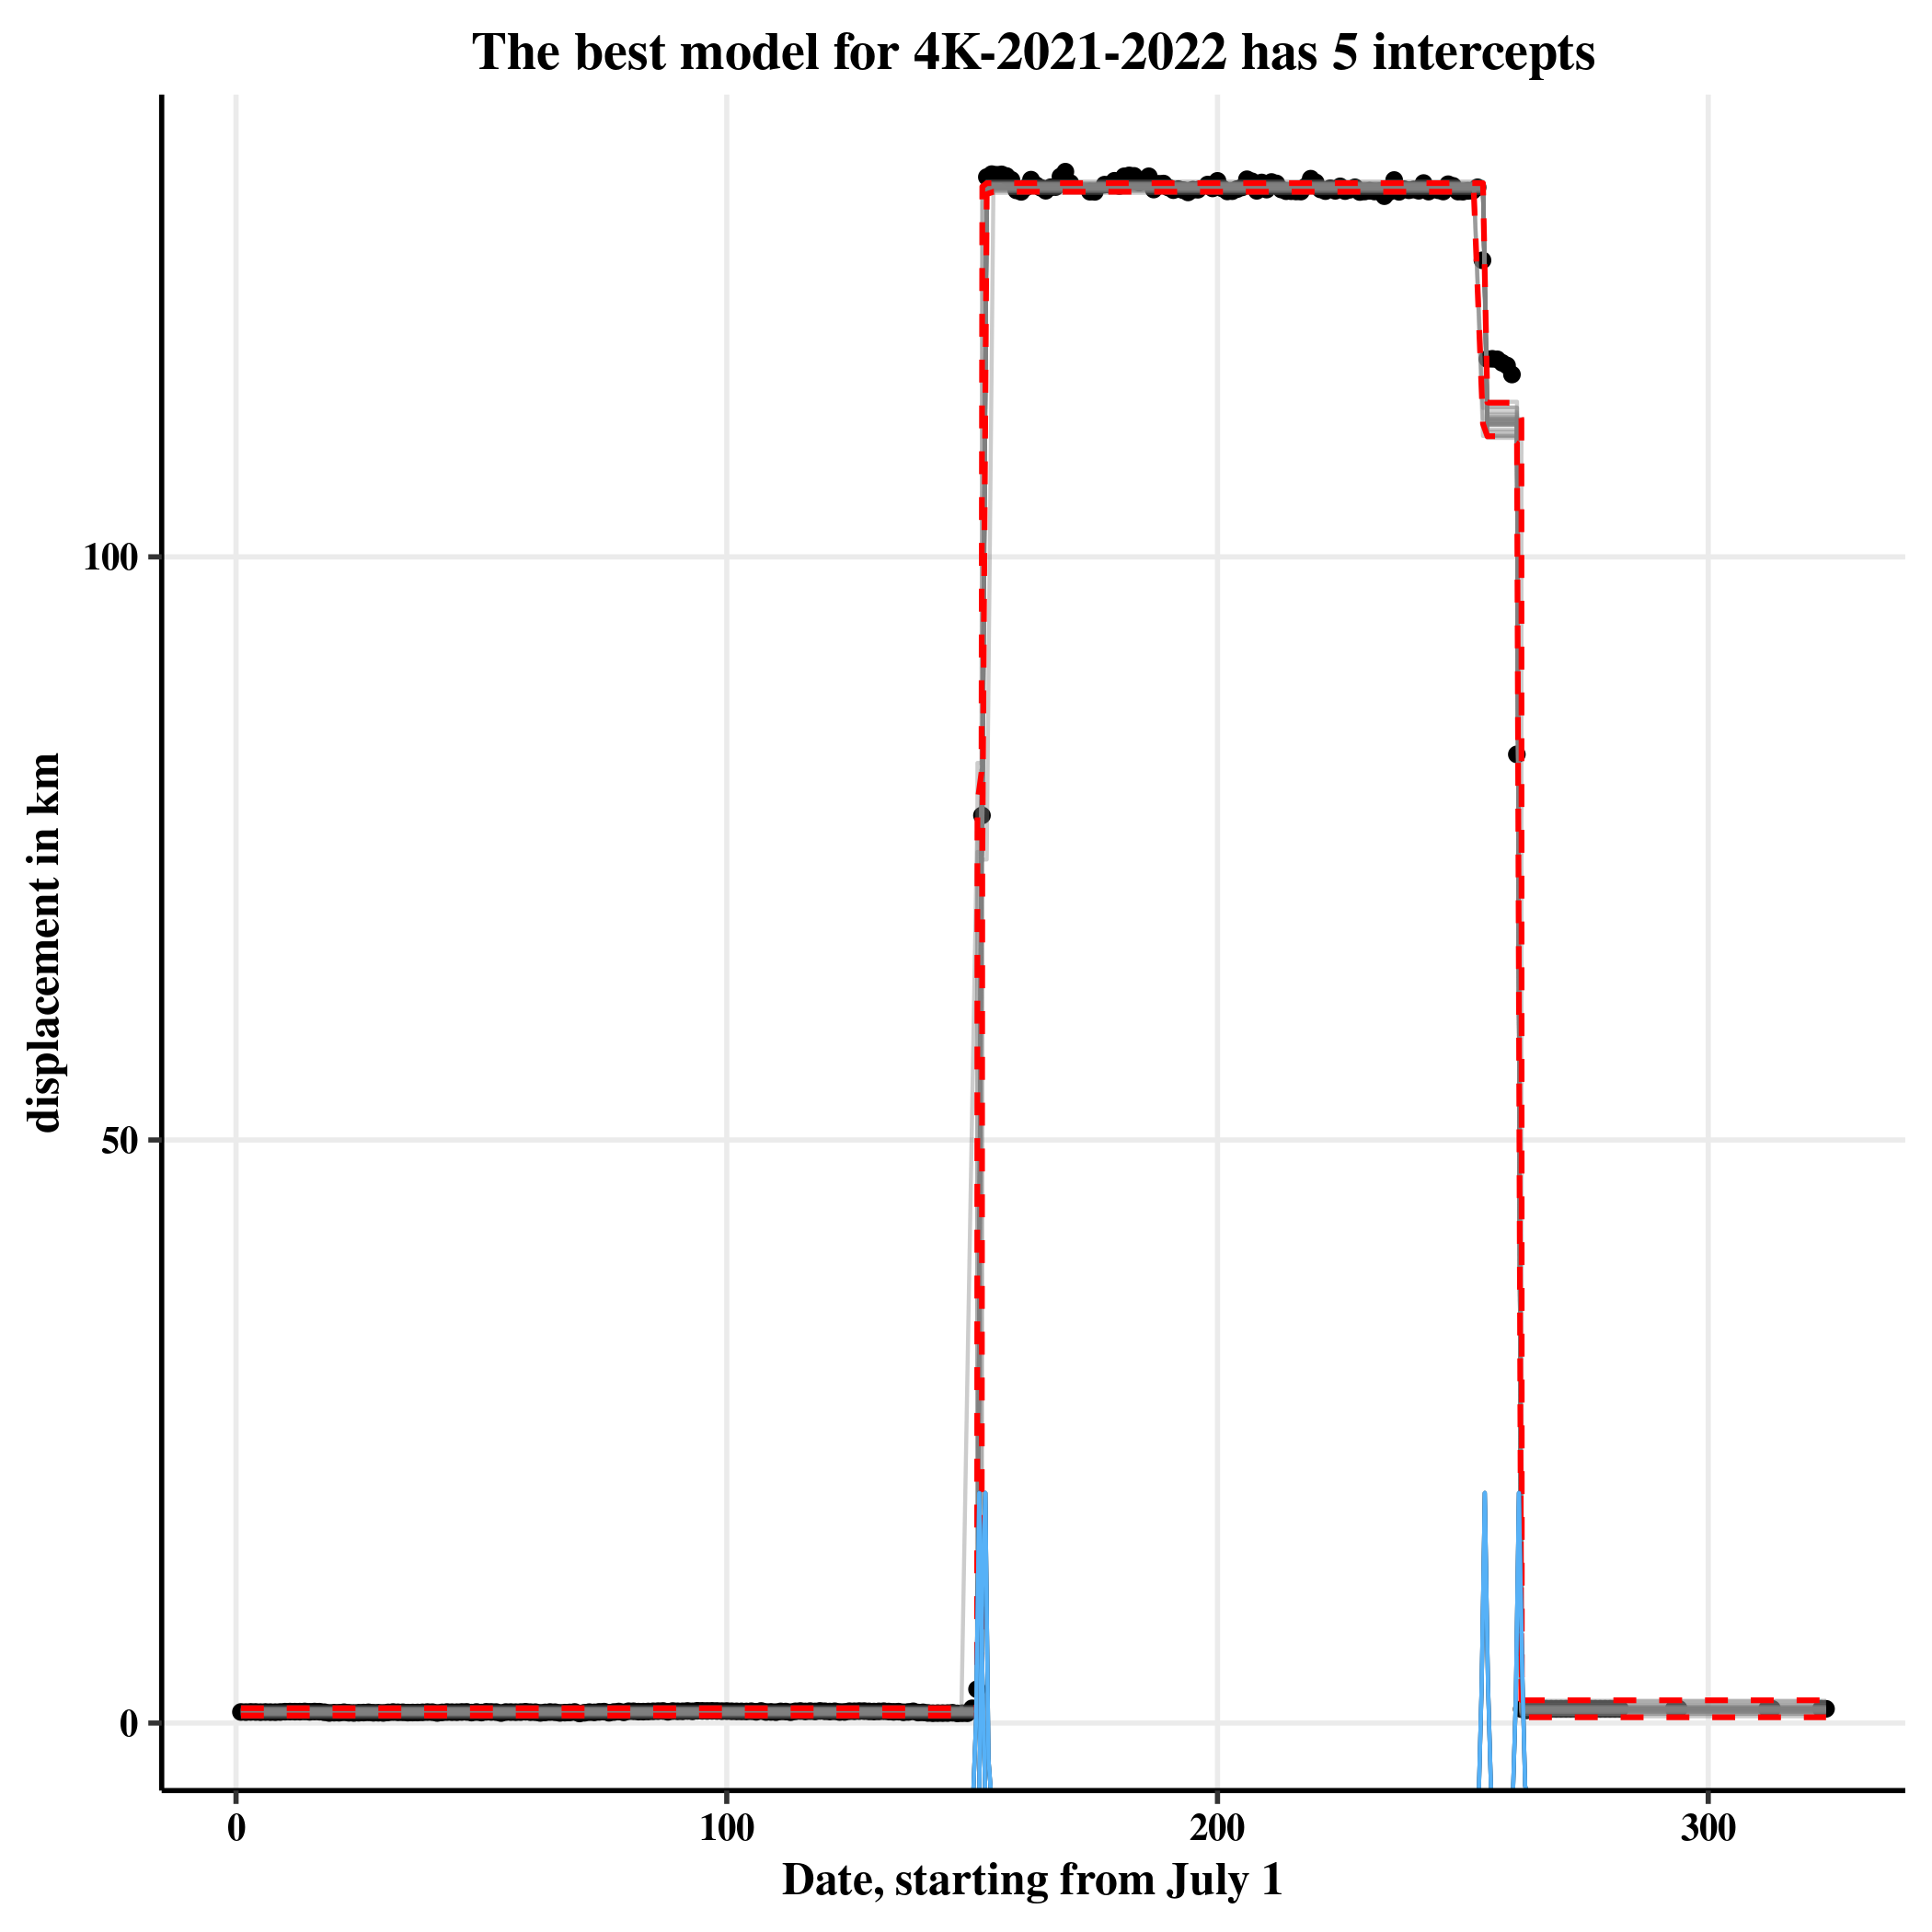 The best model for 4K-2021-2022 has 5 intercepts
displacement in km
100
50
0
0 100 200 300
Date, starting from July 1